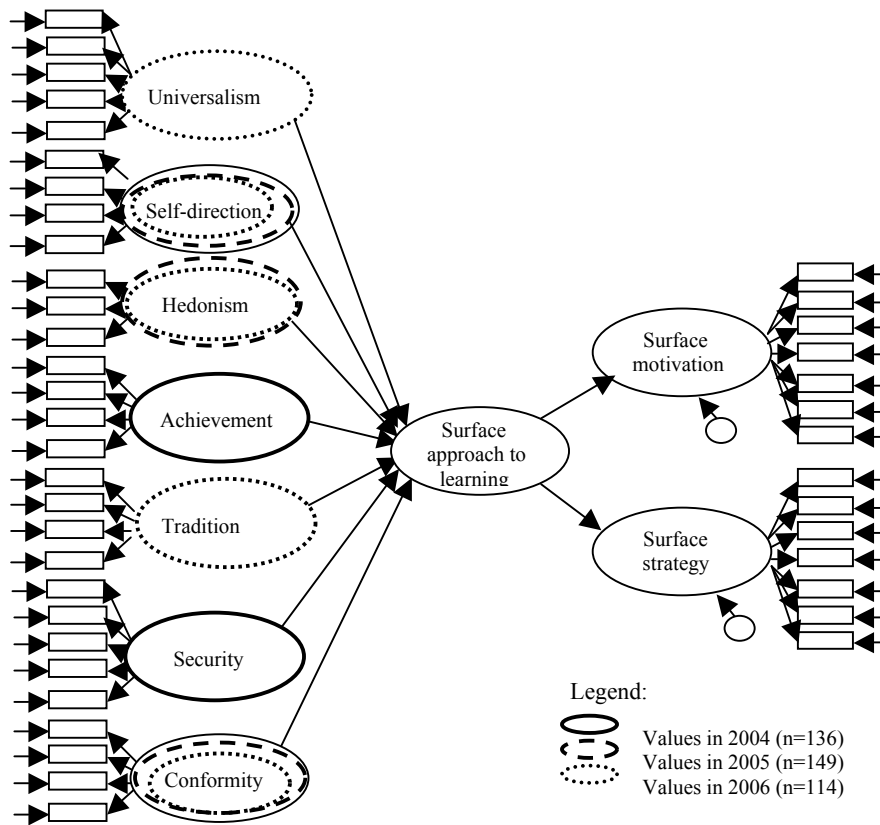 Universalism
Self-direction
Hedonism
Achievement
Tradition
Security
Conformity
Surface
approach to
learning
Surface
motivation
Surface
strategy
Legend:
Values in 2004 (n=136)
Values in 2005 (n=149)
Values in 2006 (n=114)